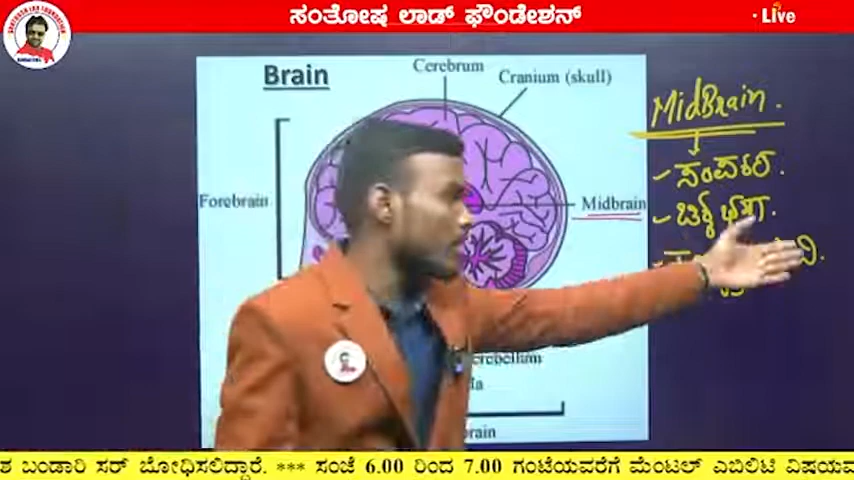 ಸಂತೋಷ ಲಾಡ್ ಫೌಂಡೇಶನ್
Live
Brain
Cerebrum
Cranium (skull)
MidBrain.
Forebrain
Midbrain
- ಸಂಪರ್ಕ.
erebellum
la
brain
ಶ ಬಂಡಾರಿ ಸರ್ ಬೋಧಿಸಲಿದ್ದಾರೆ. *** ಸಂಜೆ 6.00 ರಿಂದ 7.00 ಗಂಟೆಯವರೆಗೆ ಮೆಂಟಲ್ ಎಬಿಲಿಟಿ ವಿಷಯವ